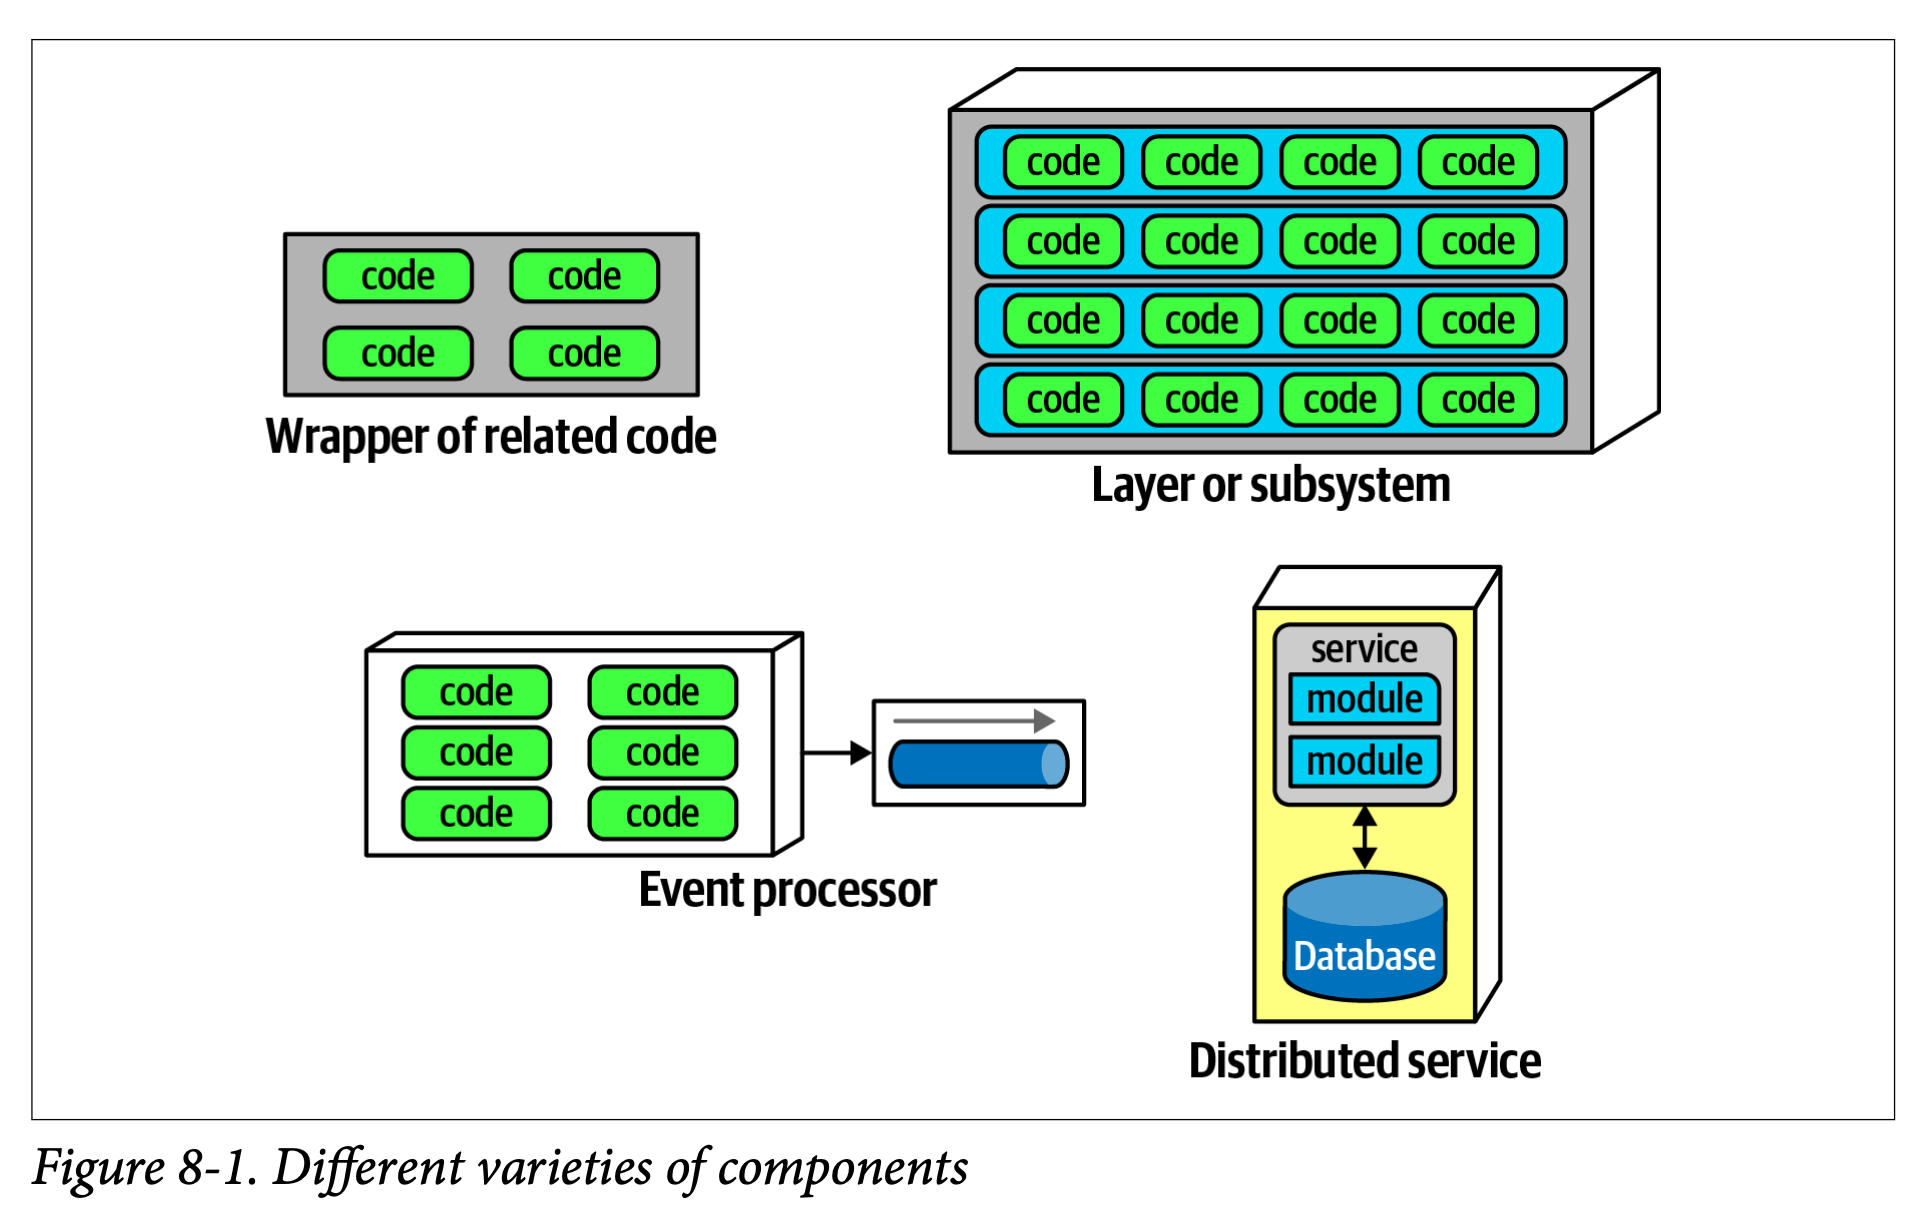 code code
code code
Wrapper of related code
code code code code
code code code code
code code code code
code code code code
Layer or subsystem
code code
code code
code code
Event processor
service
module
module
Database
Distributed service
Figure 8-1. Different varieties of components